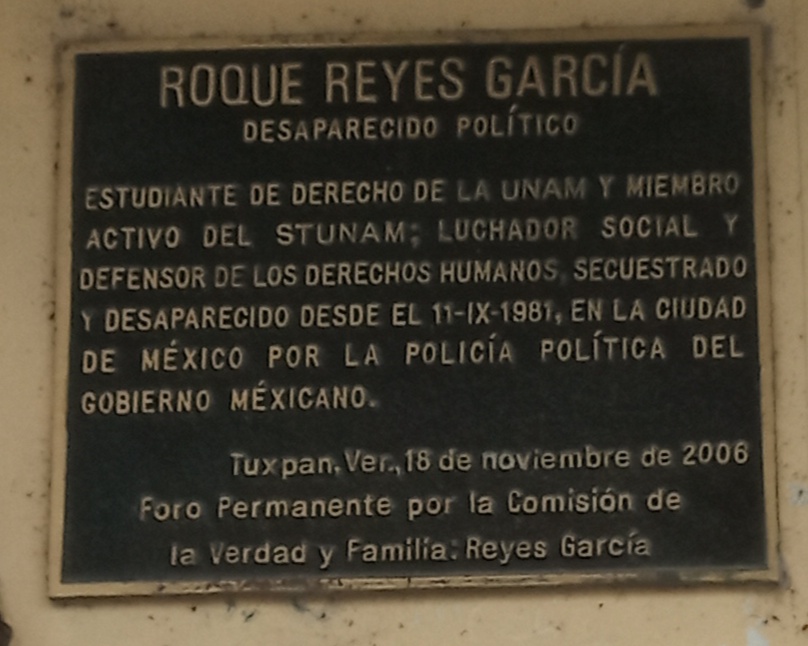 ROQUE REYES GARCÍA
DESAPARECIDO POLÍTICO
ESTUDIANTE DE DERECHO DE LA UNAM Y MIEMBRO
ACTIVO DEL STUNAM; LUCHADOR SOCIAL Y
DEFENSOR DE LOS DERECHOS HUMANOS, SECUESTRADO
Y DESAPARECIDO DESDE EL 11-IX-1981, EN LA CIUDAD
DE MÉXICO POR LA POLICÍA POLÍTICA DEL
GOBIERNO MÉXICANO.
Tuxpan, Ver., 18 de noviembre de 2006
Foro Permanente por la Comisión de
la Verdad y Familia: Reyes García